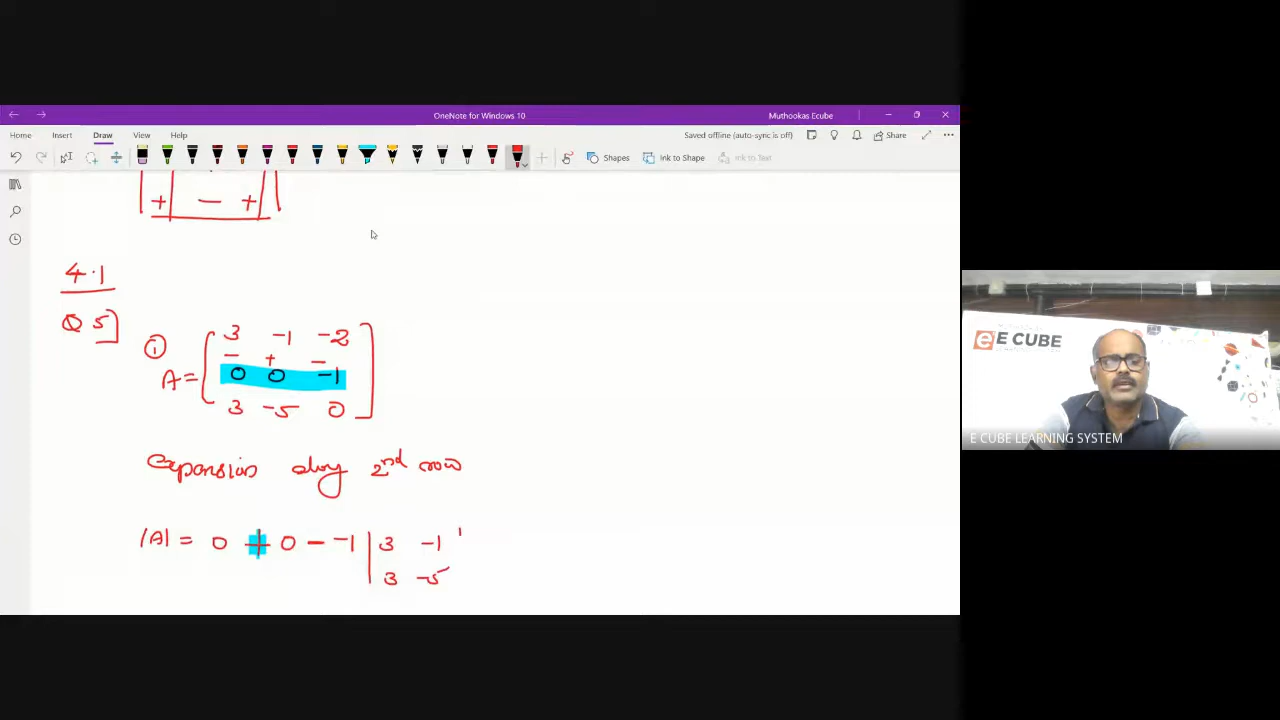 OneNote for Windows 10
Muthookas Ecube
Home Insert Draw View Help
Saved offline (auto-sync is off)
Share
Shapes
Ink to Shape
Ink to Text
+ − +
4.1
Q 5]
① 3 -1 -2
− + −
A = 0 0 -1
3 -5 0
Expansion along 2nd row
|A| = 0 + 0 − -1 | 3 -1
3 -5
E CUBE
E CUBE LEARNING SYSTEM